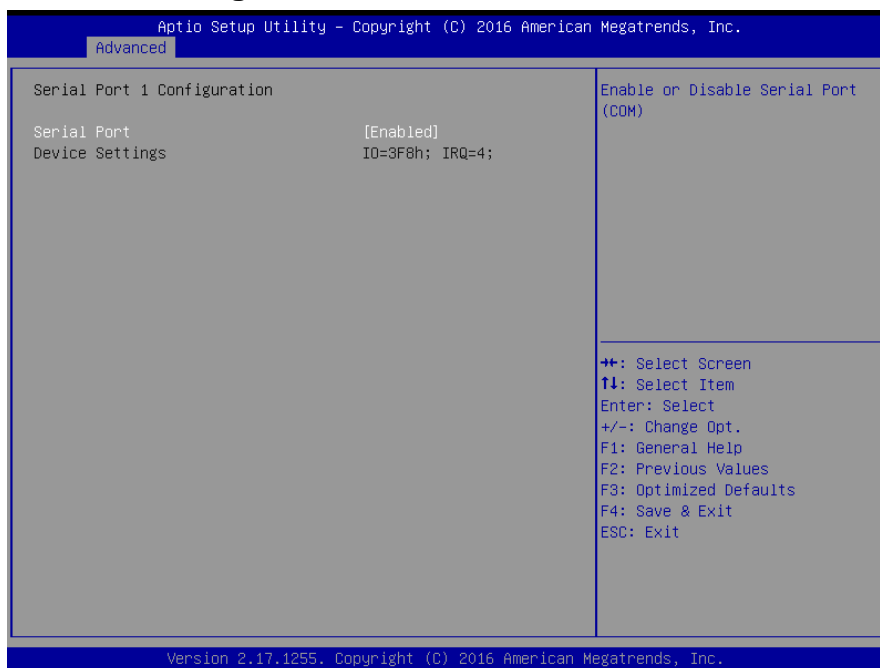 Aptio Setup Utility – Copyright (C) 2016 American Megatrends, Inc.
Advanced
Serial Port 1 Configuration
Serial Port [Enabled]
Device Settings IO=3F8h; IRQ=4;
Enable or Disable Serial Port
(COM)
→←: Select Screen
↑↓: Select Item
Enter: Select
+/-: Change Opt.
F1: General Help
F2: Previous Values
F3: Optimized Defaults
F4: Save & Exit
ESC: Exit
Version 2.17.1255. Copyright (C) 2016 American Megatrends, Inc.